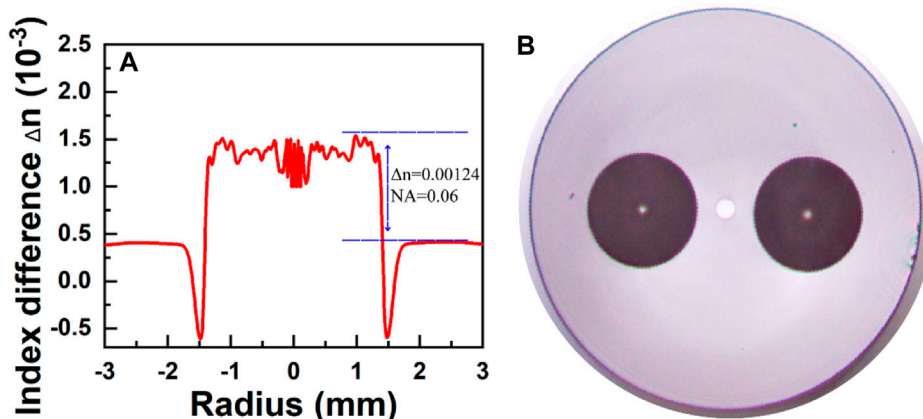 A
B
Index difference Δn (10⁻³)
2.5
2.0
1.5
1.0
0.5
0.0
-0.5
Δn=0.00124
NA=0.06
-3 -2 -1 0 1 2 3
Radius (mm)